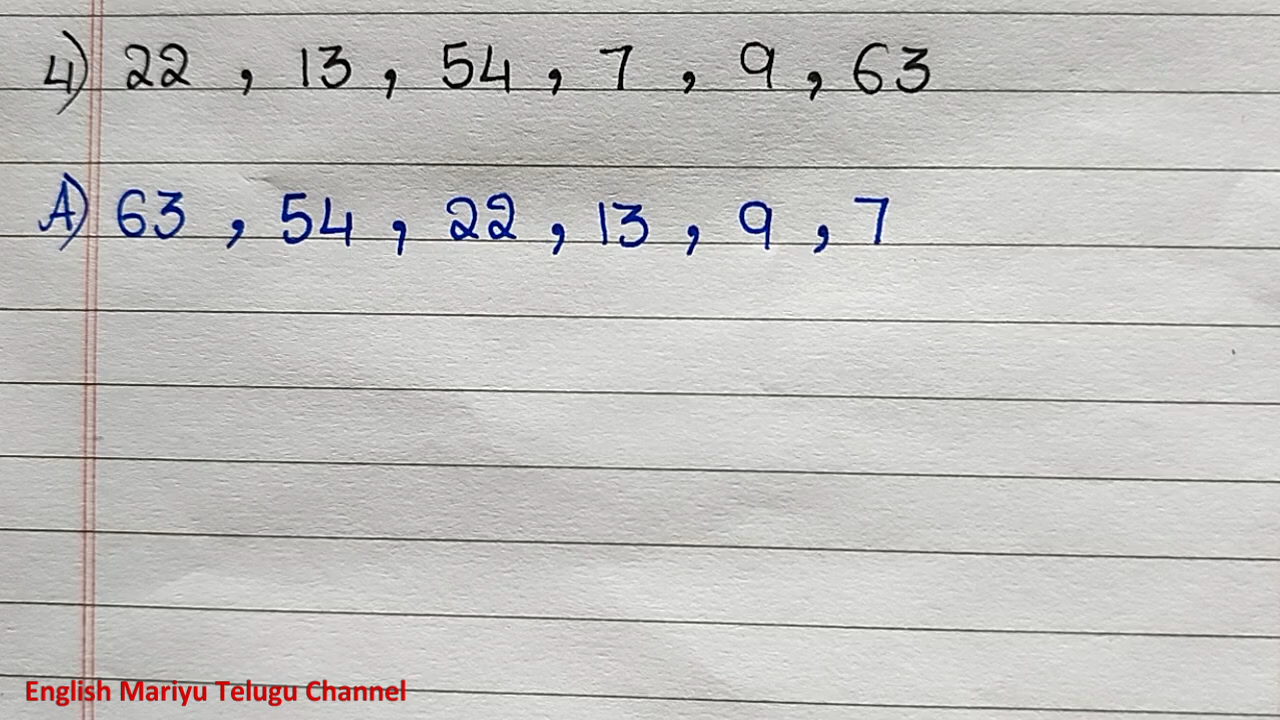 4) 22 , 13 , 54 , 7 , 9 , 63
A) 63 , 54 , 22 , 13 , 9 , 7
English Mariyu Telugu Channel